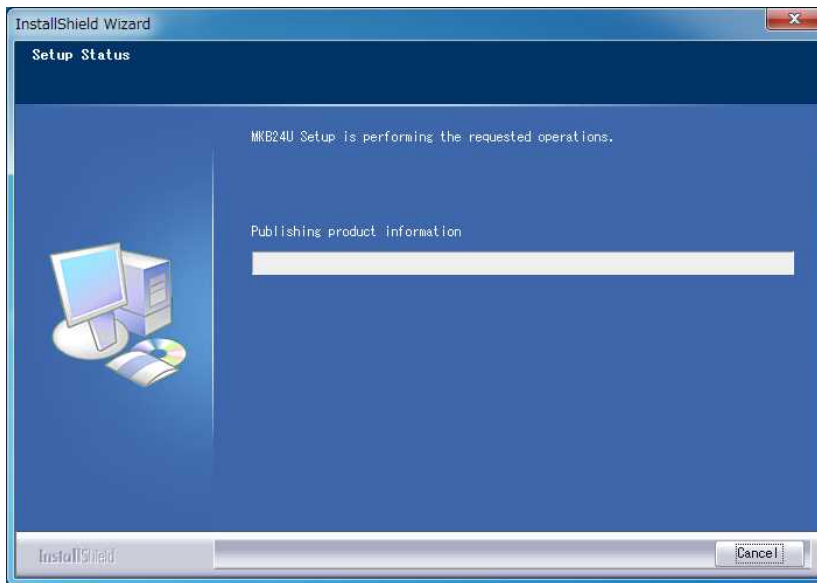 InstallShield Wizard
Setup Status
MKB24U Setup is performing the requested operations.
Publishing product information
InstallShield
Cancel